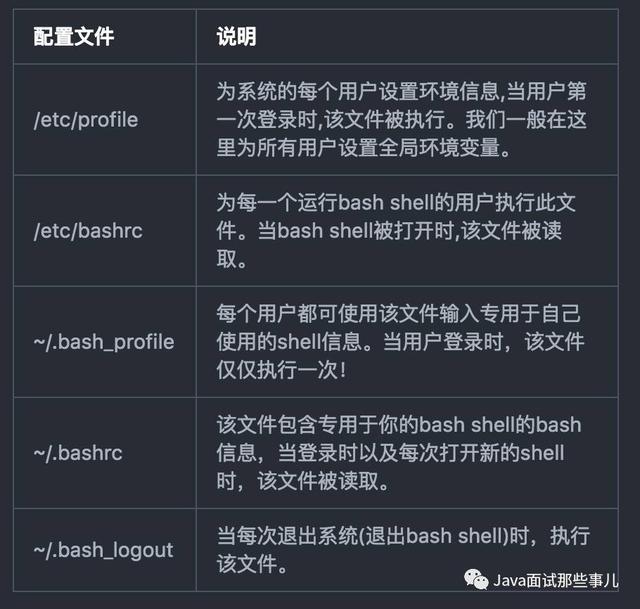 配置文件 说明
/etc/profile
为系统的每个用户设置环境信息,当用户第
一次登录时,该文件被执行。我们一般在这
里为所有用户设置全局环境变量。
/etc/bashrc
为每一个运行bash shell的用户执行此文
件。当bash shell被打开时,该文件被读
取。
~/.bash_profile
每个用户都可使用该文件输入专用于自己
使用的shell信息。当用户登录时，该文件
仅仅执行一次！
~/.bashrc
该文件包含专用于你的bash shell的bash
信息，当登录时以及每次打开新的shell
时，该文件被读取。
~/.bash_logout
当每次退出系统(退出bash shell)时，执行
该文件。
Java面试那些事儿